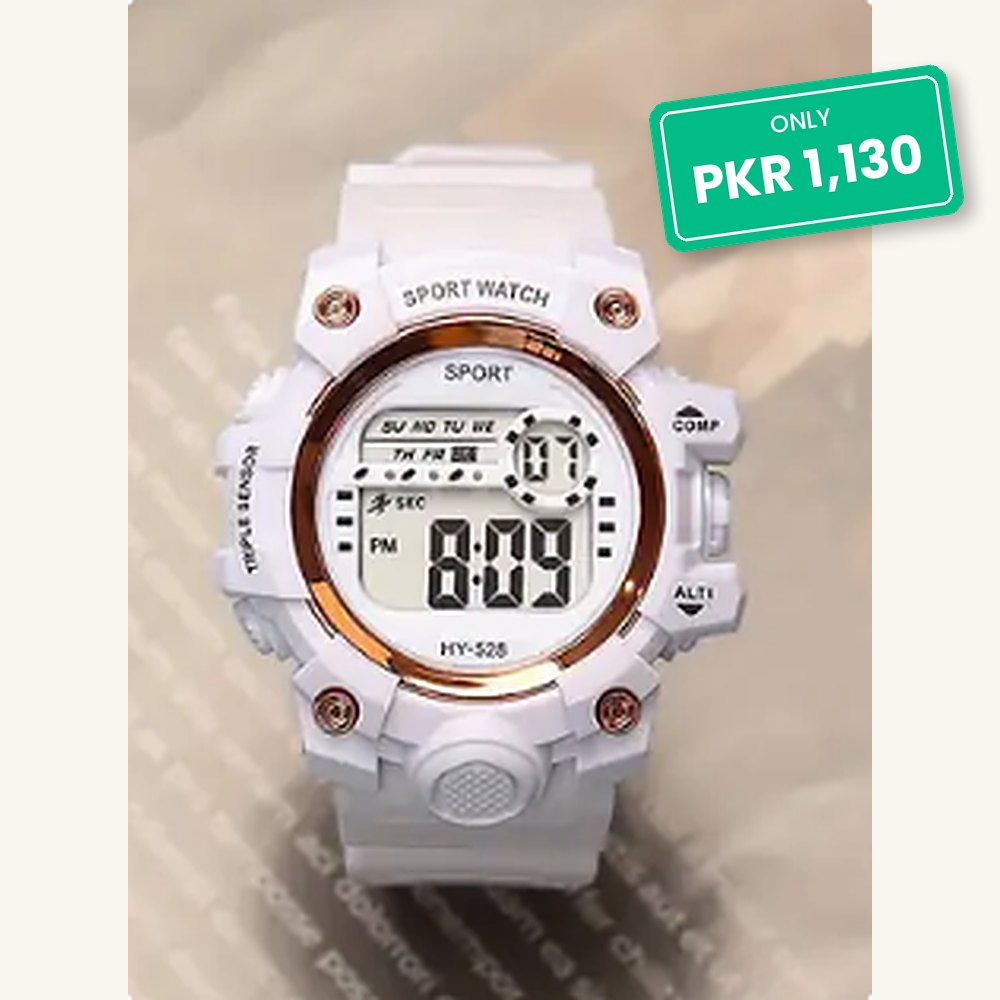 ONLY
PKR 1,130
SPORT WATCH
SPORT
SU MO TU WE
TH FR SA
07
SEC
PM
8:09
HY-528
TRIPLE SENSOR
COMP
ALTI